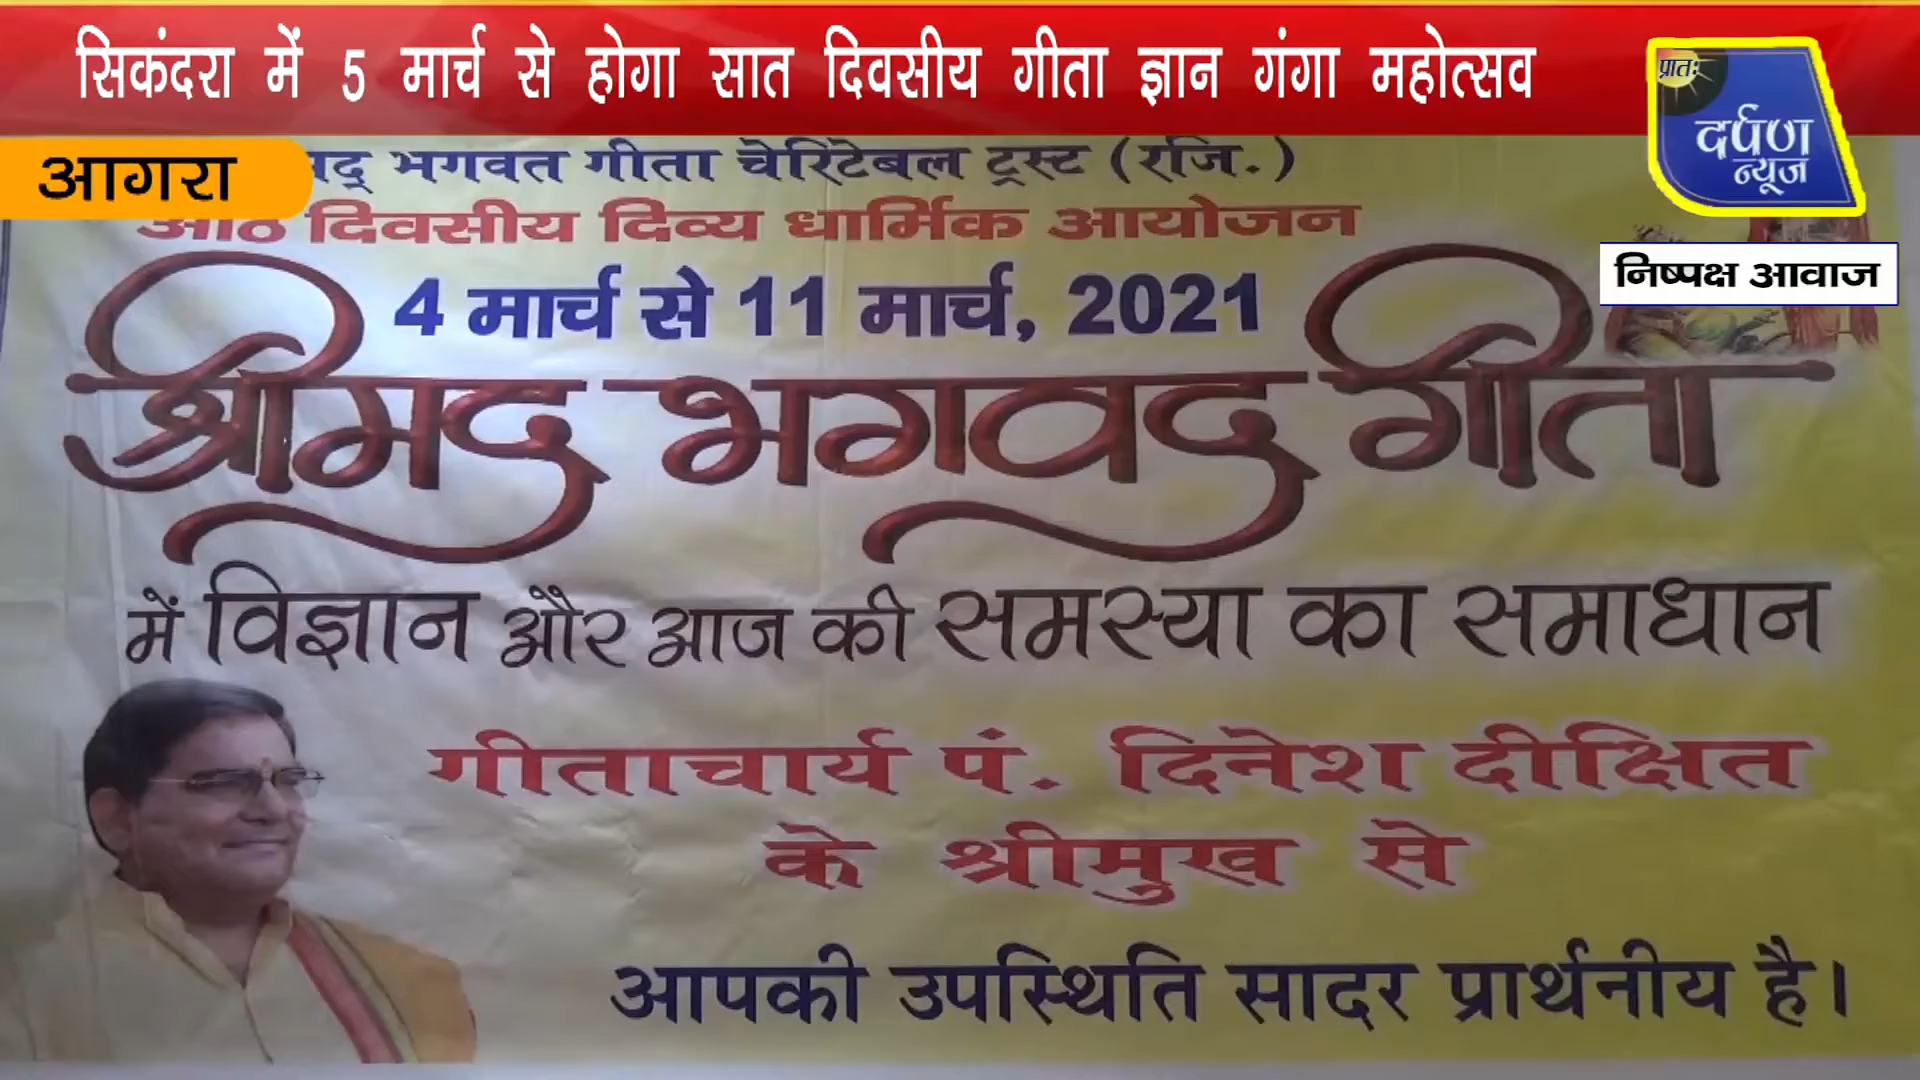 सिकंदरा में 5 मार्च से होगा सात दिवसीय गीता ज्ञान गंगा महोत्सव
प्रातः
दर्पण
न्यूज
निष्पक्ष आवाज
आगरा
भगवत गीता चेरिटेबल ट्रस्ट (रजि.)
आठ दिवसीय दिव्य धार्मिक आयोजन
4 मार्च से 11 मार्च, 2021
श्रीमद भगवद गीता
में विज्ञान और आज की समस्या का समाधान
गीताचार्य पं. दिनेश दीक्षित
के श्रीमुख से
आपकी उपस्थिति सादर प्रार्थनीय है।